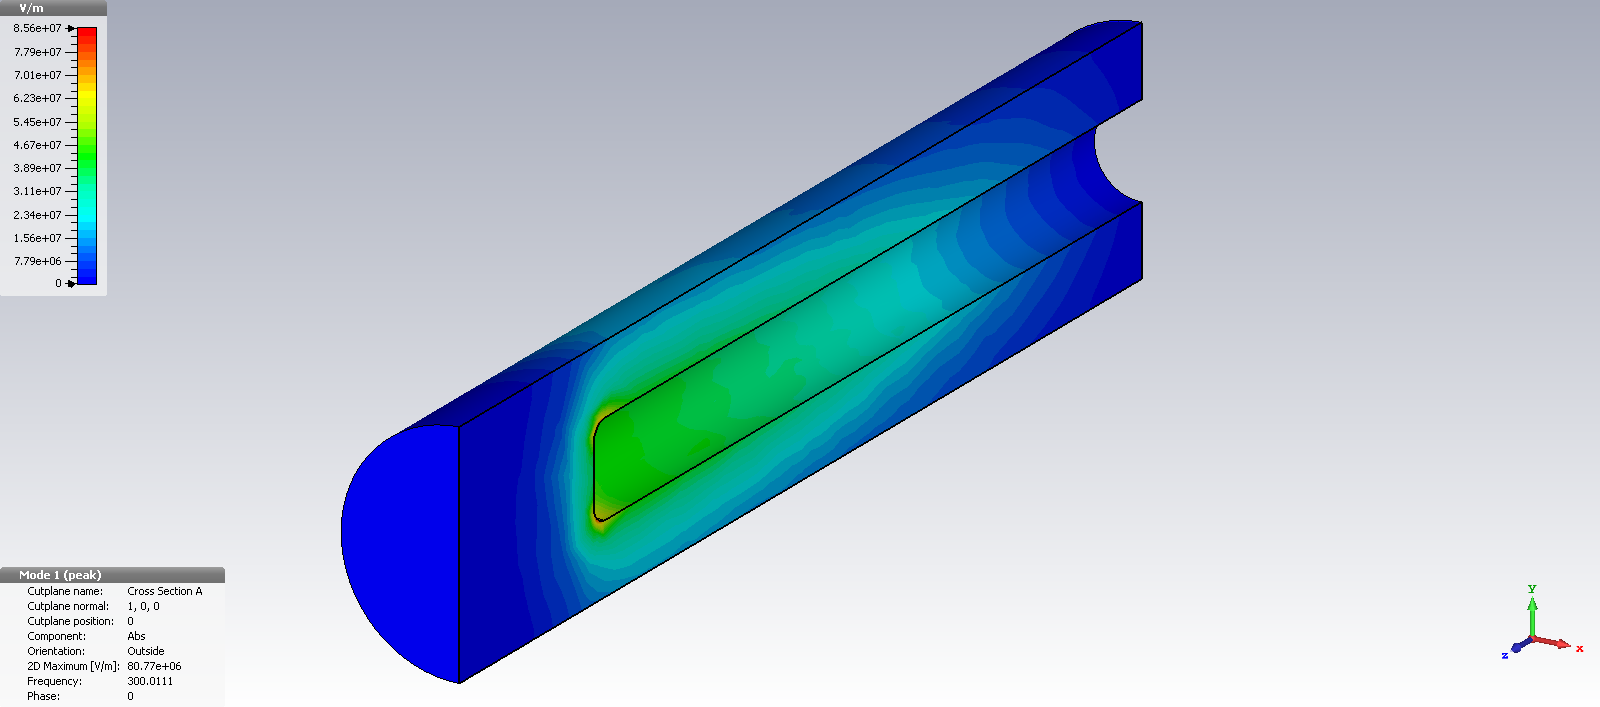 V/m
8.56e+07
7.79e+07
7.01e+07
6.23e+07
5.45e+07
4.67e+07
3.89e+07
3.11e+07
2.34e+07
1.56e+07
7.79e+06
0
Mode 1 (peak)
Cutplane name: Cross Section A
Cutplane normal: 1, 0, 0
Cutplane position: 0
Component: Abs
Orientation: Outside
2D Maximum [V/m]: 80.77e+06
Frequency: 300.0111
Phase: 0
Y
z
x